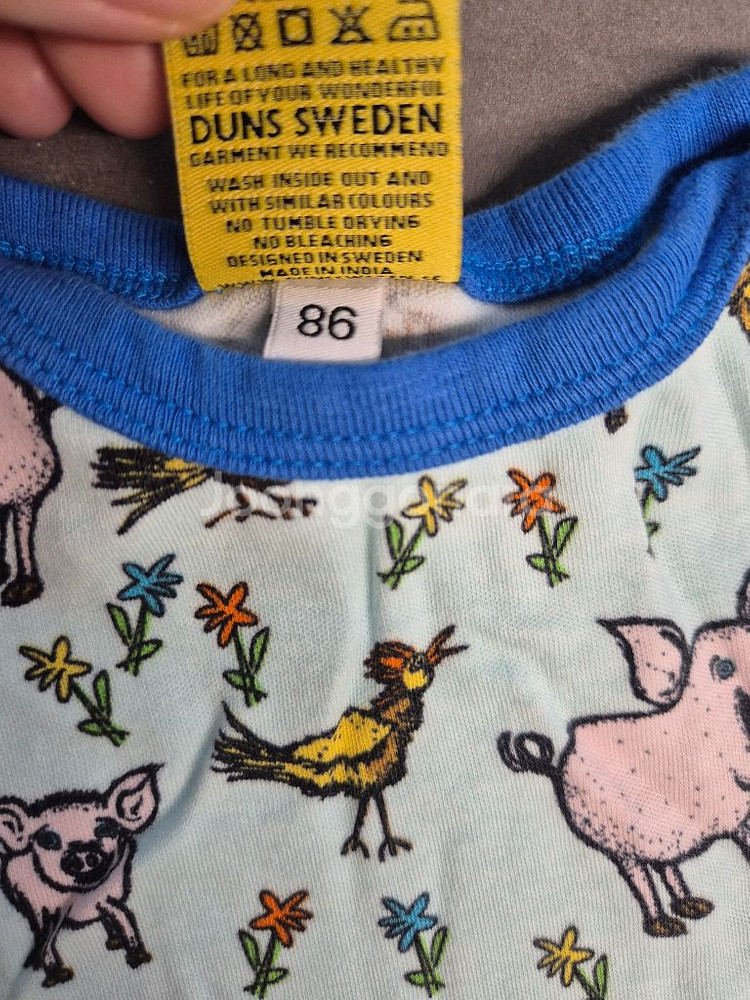 FOR A LONG AND HEALTHY
LIFE OF YOUR WONDERFUL
DUNS SWEDEN
GARMENT WE RECOMMEND
WASH INSIDE OUT AND
WITH SIMILAR COLOURS
NO TUMBLE DRYING
NO BLEACHING
DESIGNED IN SWEDEN
MADE IN INDIA
86